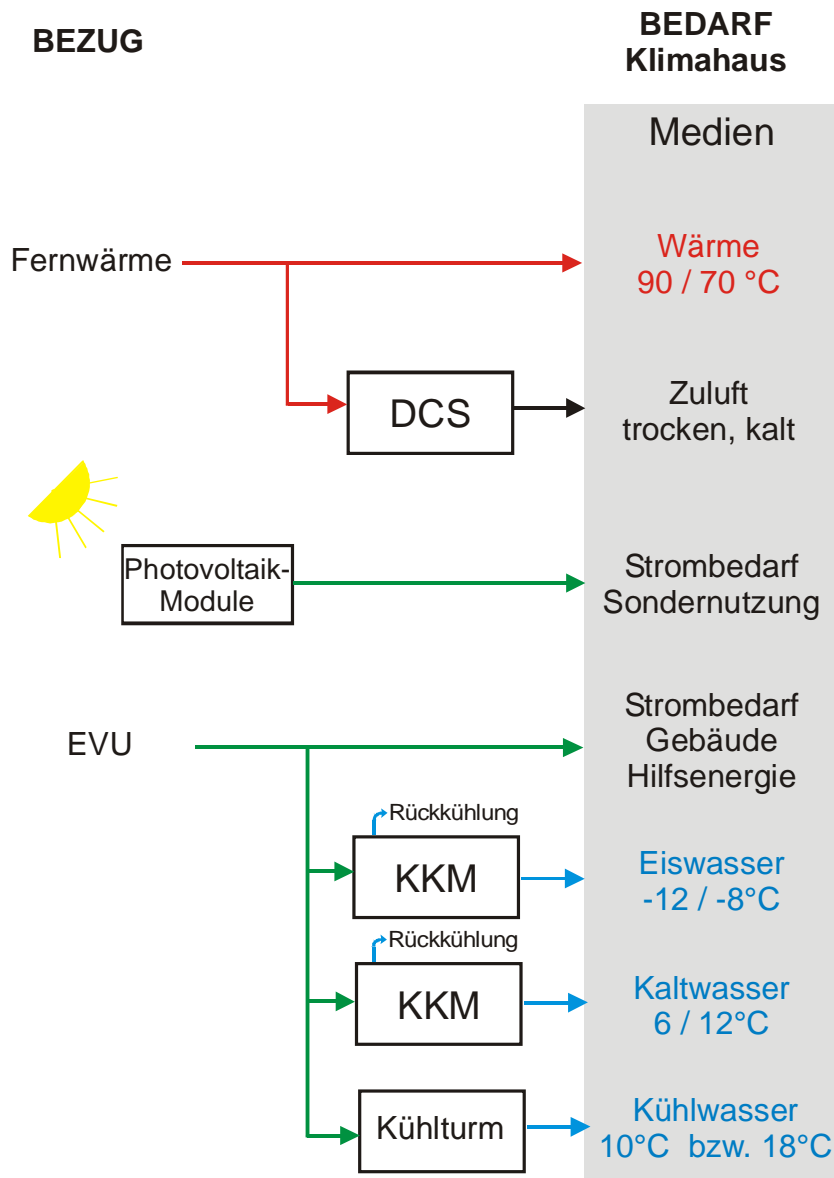 BEZUG
BEDARF
Klimahaus
Medien
Fernwärme
Wärme
90 / 70 °C
DCS
Zuluft
trocken, kalt
Photovoltaik-
Module
Strombedarf
Sondernutzung
EVU
Strombedarf
Gebäude
Hilfsenergie
Rückkühlung
KKM
Eiswasser
-12 / -8°C
Rückkühlung
KKM
Kaltwasser
6 / 12°C
Kühlturm
Kühlwasser
10°C bzw. 18°C